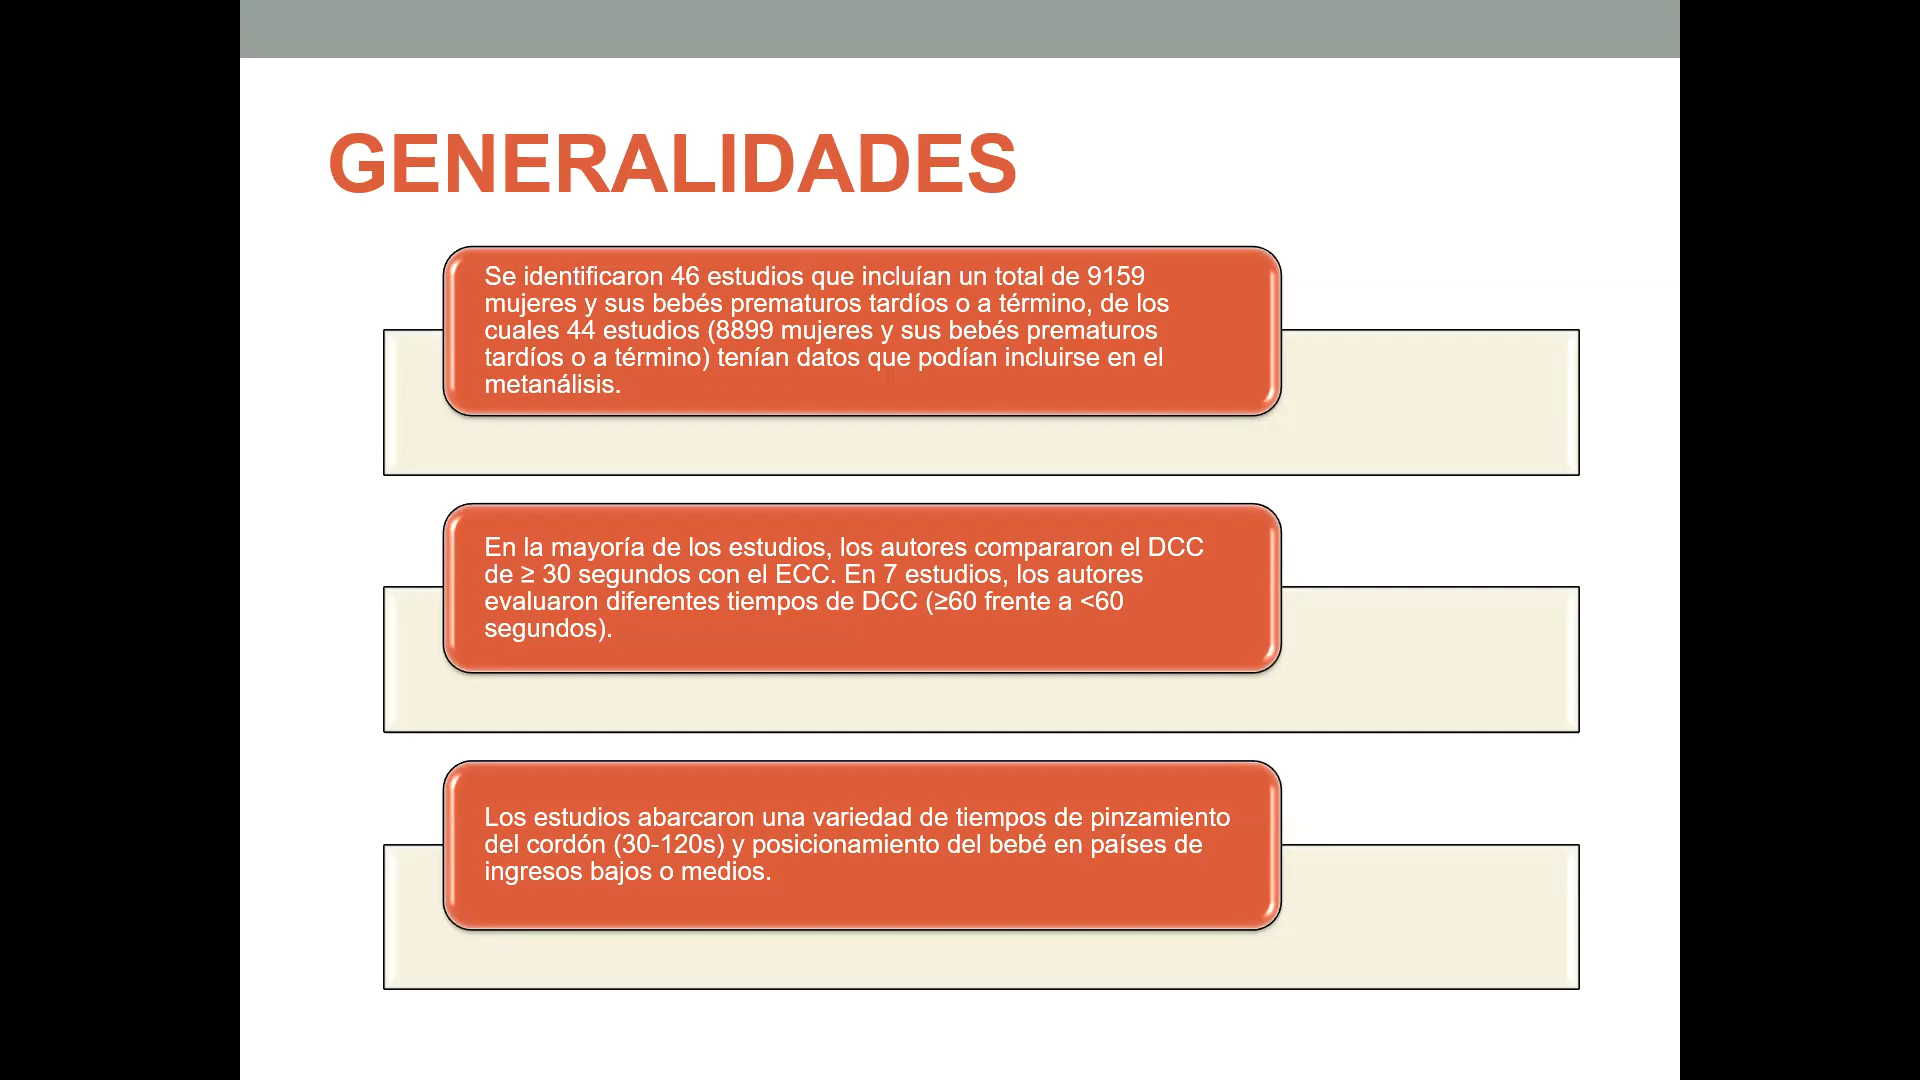 GENERALIDADES
Se identificaron 46 estudios que incluían un total de 9159
mujeres y sus bebés prematuros tardíos o a término, de los
cuales 44 estudios (8899 mujeres y sus bebés prematuros
tardíos o a término) tenían datos que podían incluirse en el
metanálisis.
En la mayoría de los estudios, los autores compararon el DCC
de ≥ 30 segundos con el ECC. En 7 estudios, los autores
evaluaron diferentes tiempos de DCC (≥60 frente a <60
segundos).
Los estudios abarcaron una variedad de tiempos de pinzamiento
del cordón (30-120s) y posicionamiento del bebé en países de
ingresos bajos o medios.